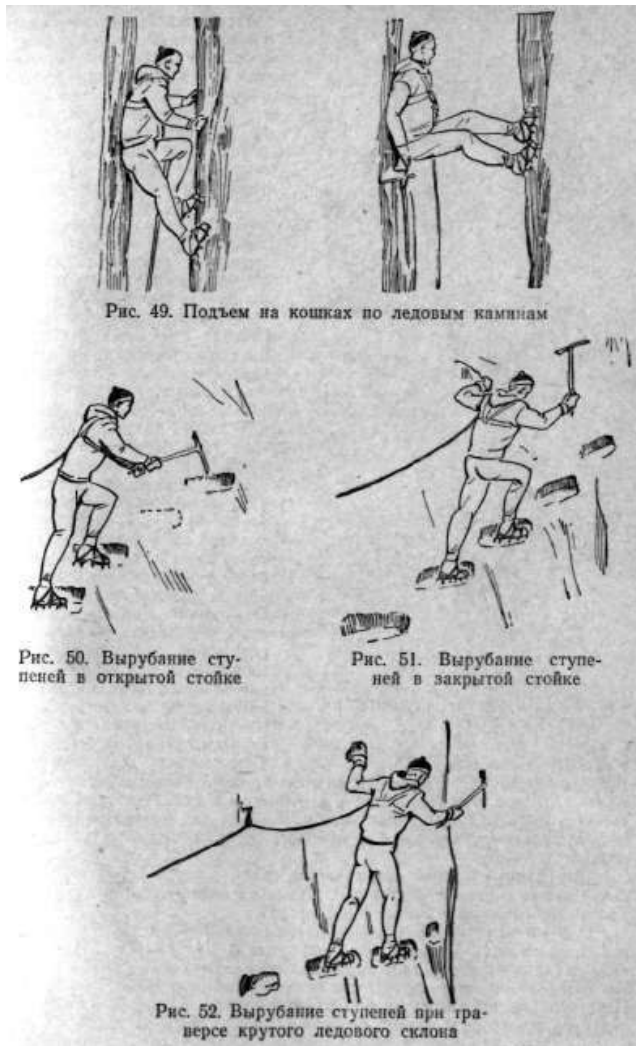 Рис. 49. Подъем на кошках по ледовым каминам
Рис. 50. Вырубание сту-
пеней в открытой стойке
Рис. 51. Вырубание ступе-
ней в закрытой стойке
Рис. 52. Вырубание ступеней при тра-
версе крутого ледового склона